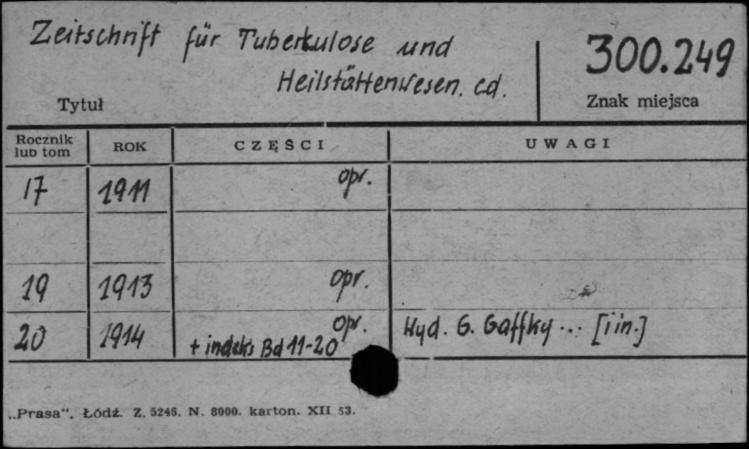 Zeitschrift für Tuberkulose und
Heilstättenwesen. cd.
300.249
Tytuł
Znak miejsca
Rocznik lub tom ROK CZĘŚCI UWAGI
17 1911 opr.
19 1913 opr.
20 1914 opr. + indeks Bd 11-20 Wyd. G. Gaffky... [i in.]
„Prasa“. Łódź. Z. 5246. N. 8000. karton. XII 53.